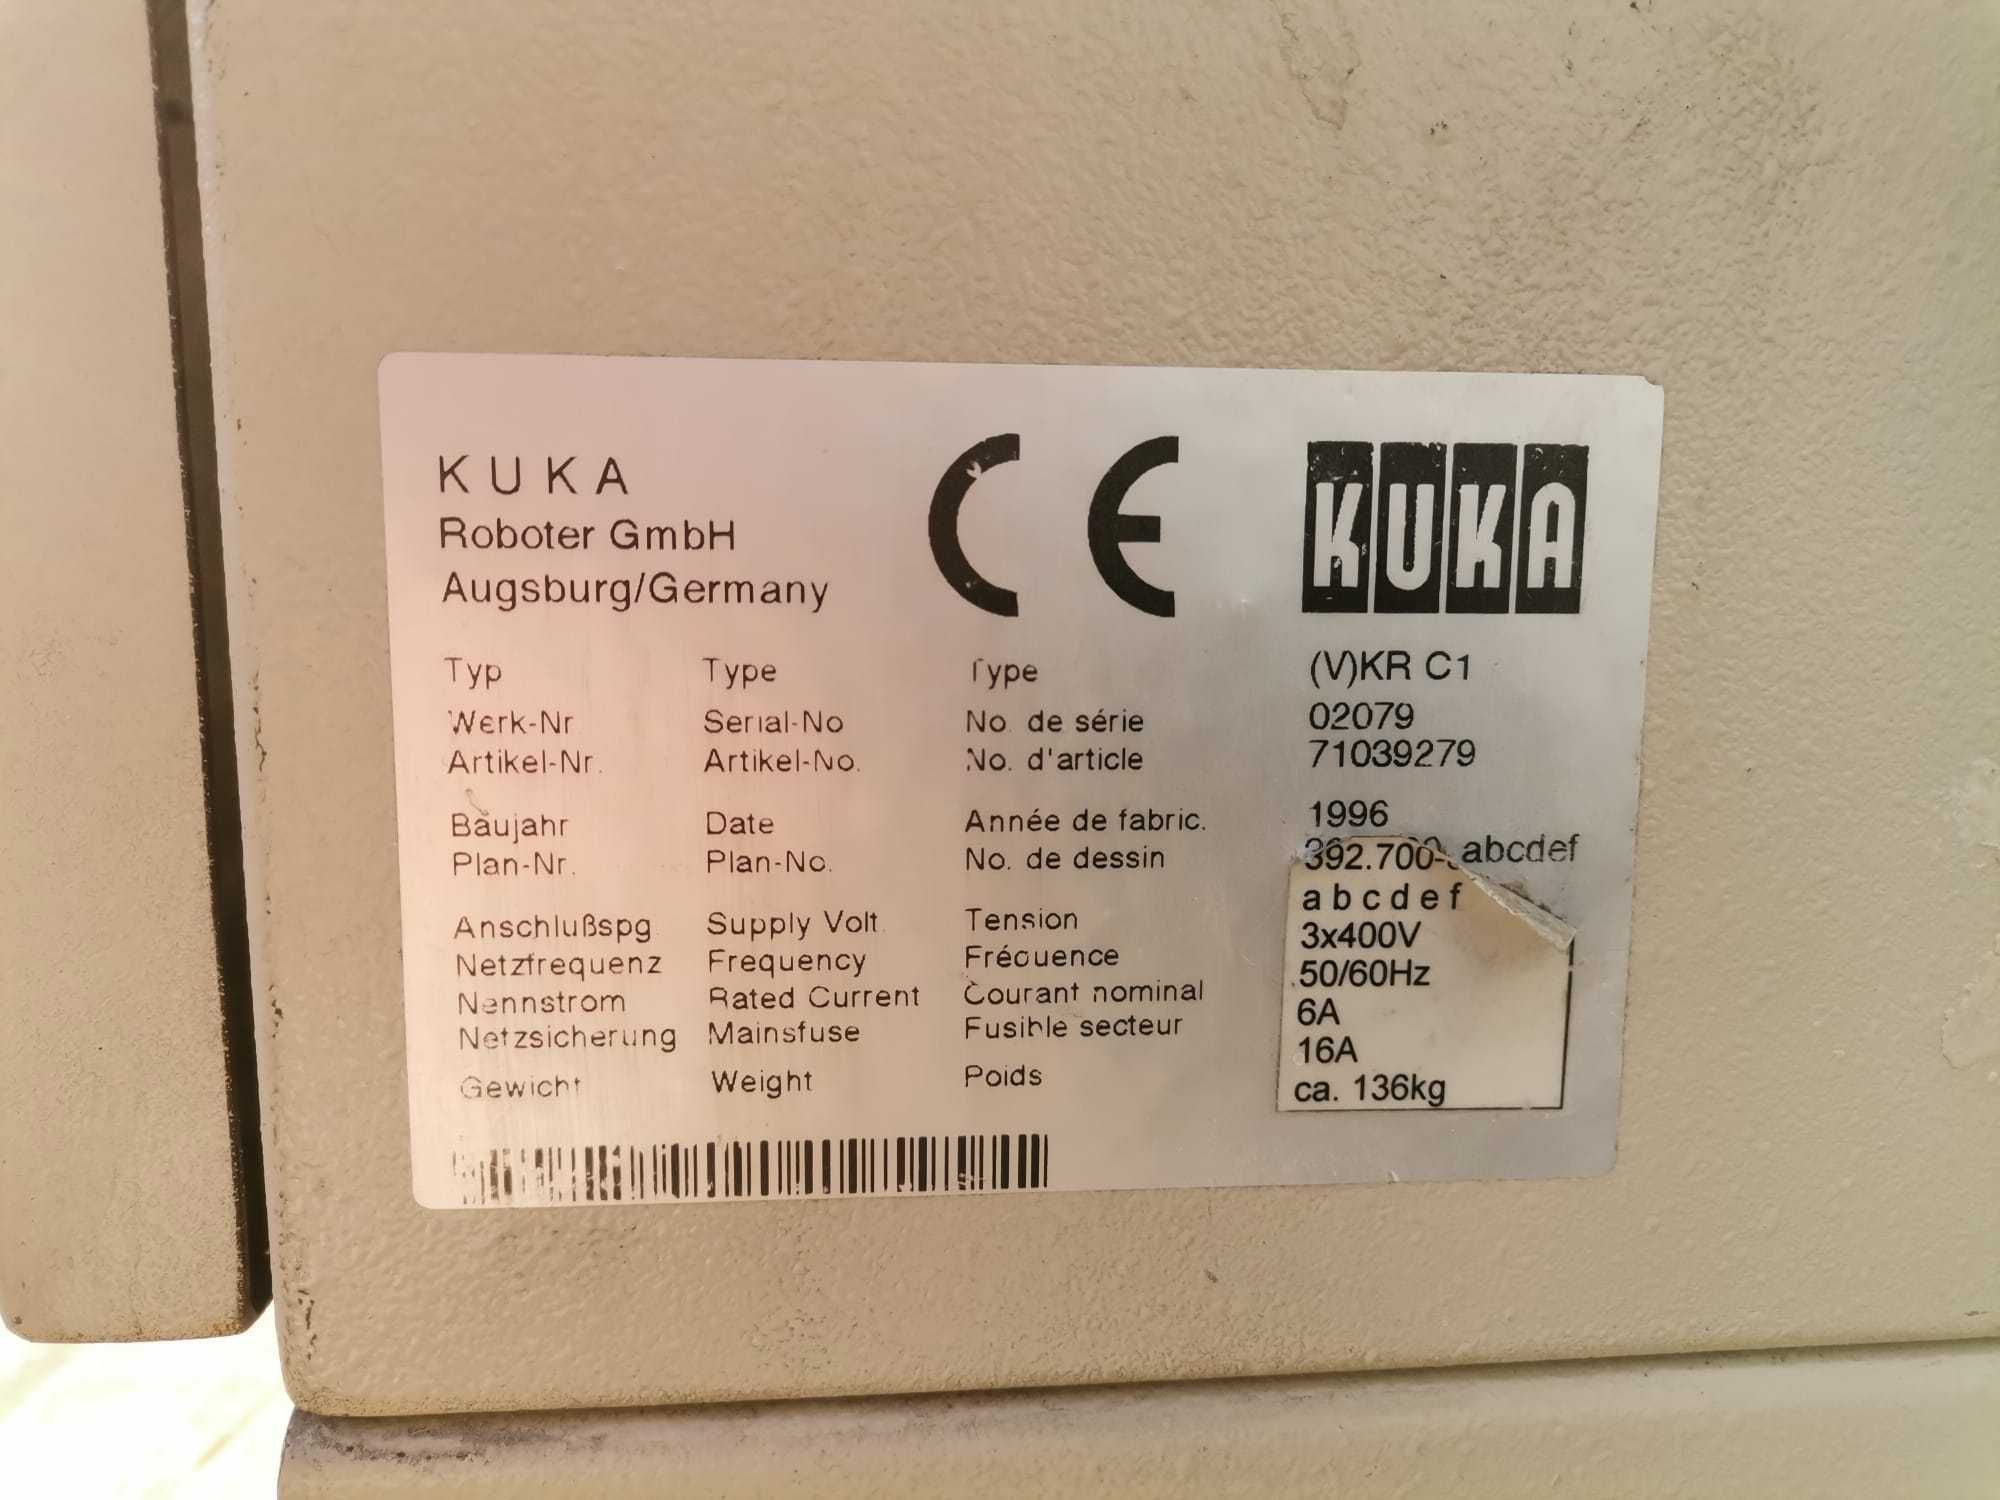 KUKA
Roboter GmbH
Augsburg/Germany
CE
KUKA
Typ Type Type (V)KR C1
Werk-Nr Serial-No No. de série 02079
Artikel-Nr. Artikel-No. No. d'article 71039279
Baujahr Date Année de fabric. 1996
Plan-Nr. Plan-No. No. de dessin 392.700- abcdef
a b c d e f
Anschlußspg Supply Volt. Tension 3x400V
Netzfrequenz Frequency Fréquence 50/60Hz
Nennstrom Rated Current Courant nominal 6A
Netzsicherung Mainsfuse Fusible secteur 16A
Gewicht Weight Poids ca. 136kg